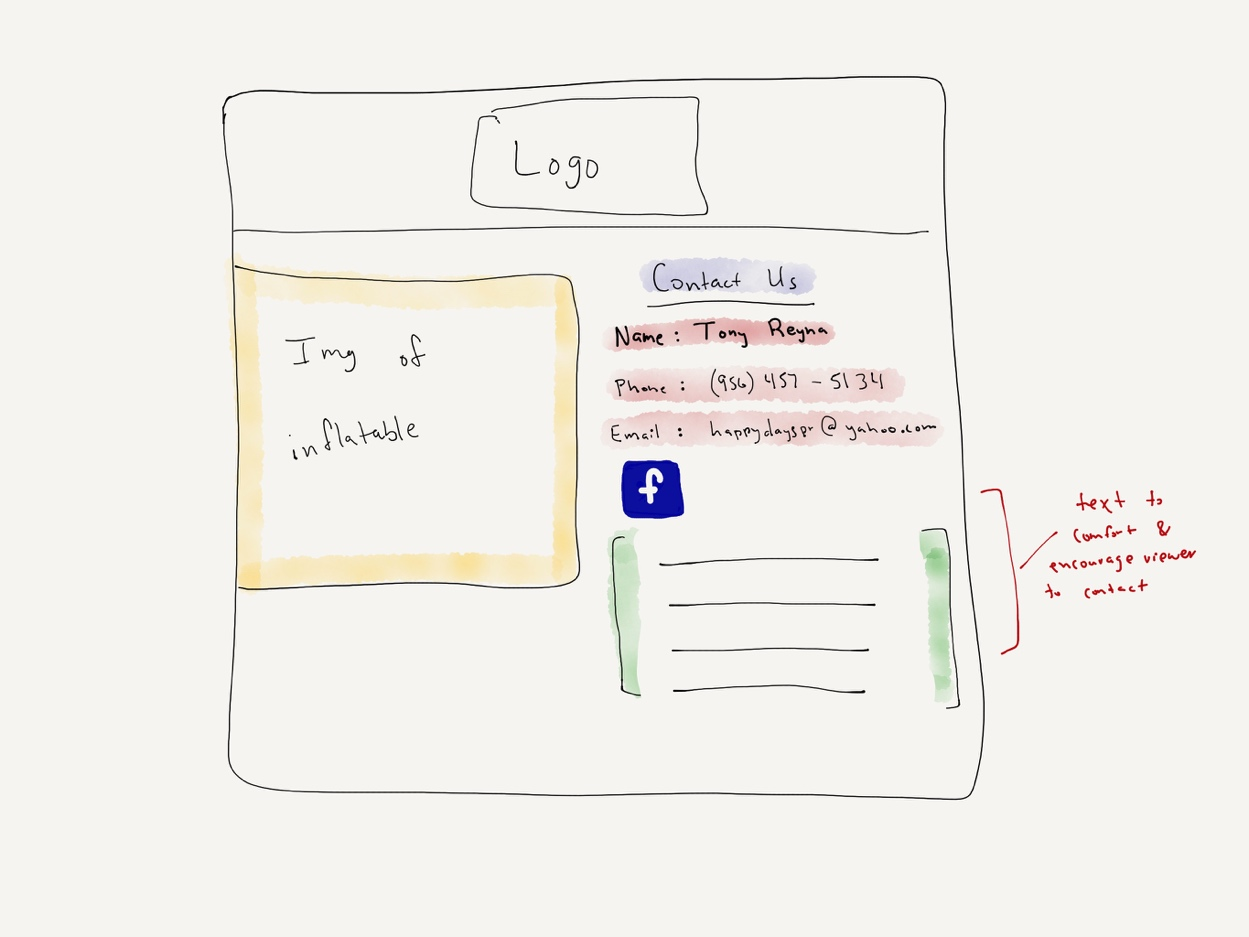 Logo
Contact Us
Name : Tony Reyna
Phone : (956) 457 - 5134
Email : happydayspr@yahoo.com
f
Img of
inflatable
text to
comfort &
encourage viewer
to contact